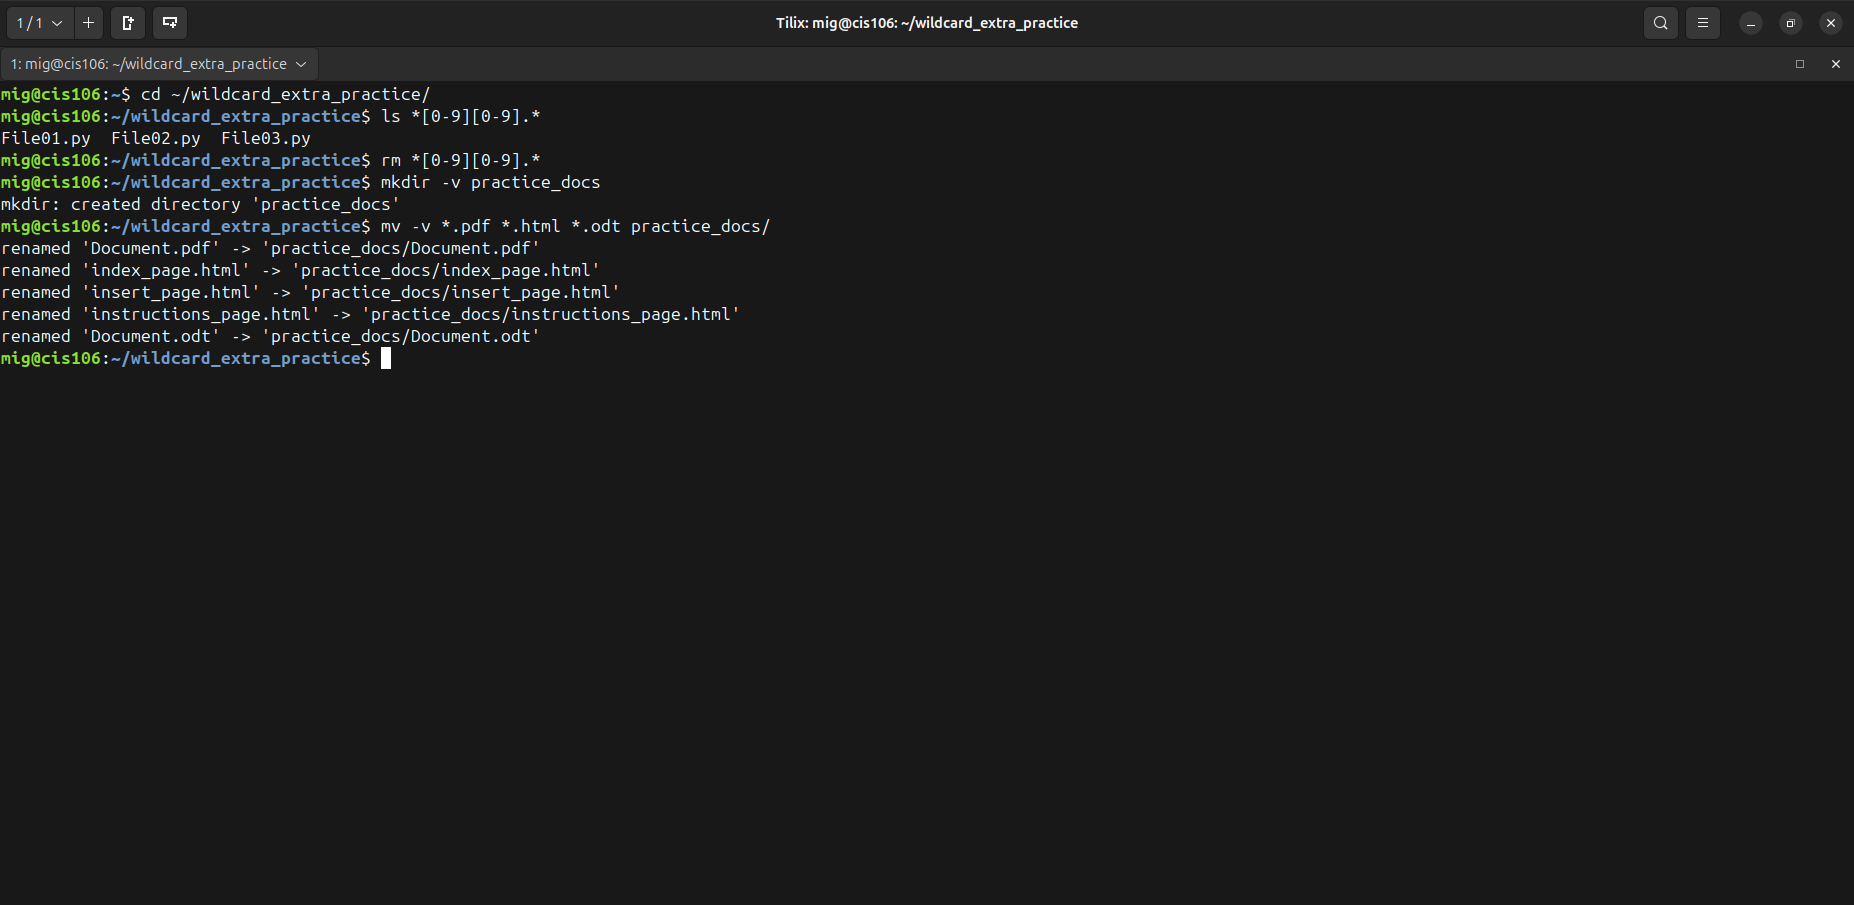 1 / 1
Tilix: mig@cis106: ~/wildcard_extra_practice
1: mig@cis106: ~/wildcard_extra_practice
mig@cis106:~$ cd ~/wildcard_extra_practice/
mig@cis106:~/wildcard_extra_practice$ ls *[0-9][0-9].*
File01.py  File02.py  File03.py
mig@cis106:~/wildcard_extra_practice$ rm *[0-9][0-9].*
mig@cis106:~/wildcard_extra_practice$ mkdir -v practice_docs
mkdir: created directory 'practice_docs'
mig@cis106:~/wildcard_extra_practice$ mv -v *.pdf *.html *.odt practice_docs/
renamed 'Document.pdf' -> 'practice_docs/Document.pdf'
renamed 'index_page.html' -> 'practice_docs/index_page.html'
renamed 'insert_page.html' -> 'practice_docs/insert_page.html'
renamed 'instructions_page.html' -> 'practice_docs/instructions_page.html'
renamed 'Document.odt' -> 'practice_docs/Document.odt'
mig@cis106:~/wildcard_extra_practice$